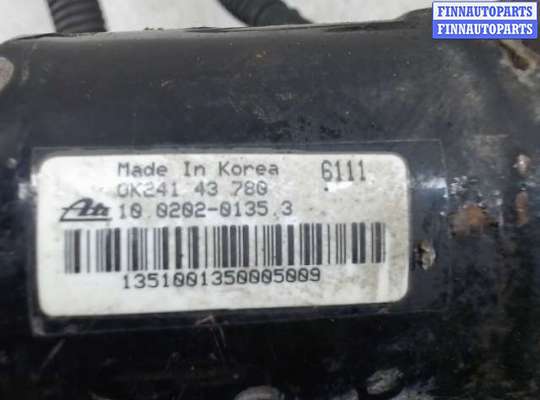 FINNAUTOPARTS
FINNAUTOPARTS
Made In Korea 6111
0K241 43 780
Ate 10 0202-0135.3
1351001350005009